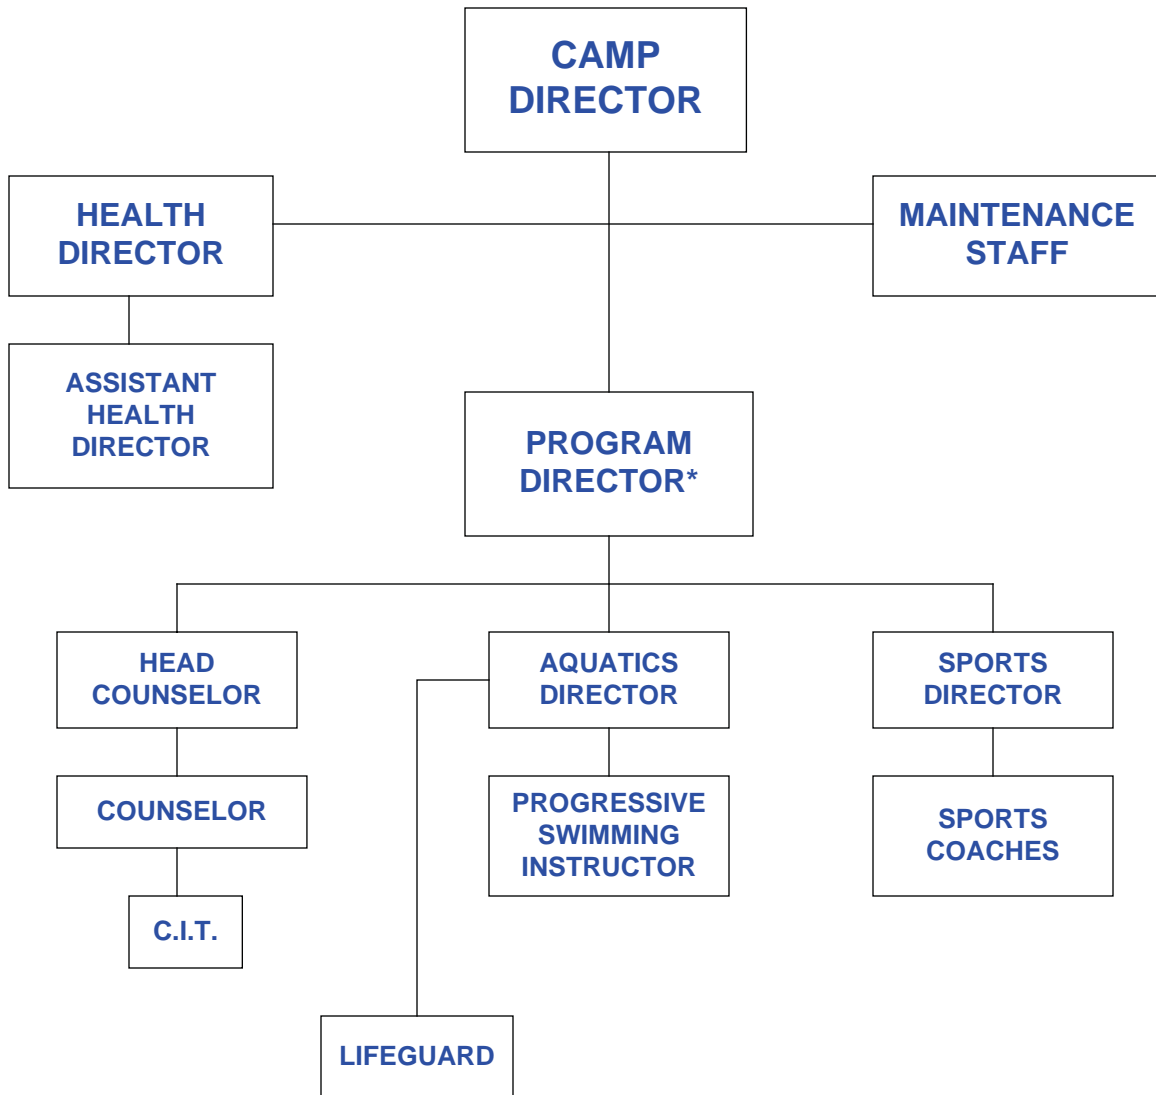 CAMP
DIRECTOR
HEALTH
DIRECTOR
MAINTENANCE
STAFF
ASSISTANT
HEALTH
DIRECTOR
PROGRAM
DIRECTOR*
HEAD
COUNSELOR
AQUATICS
DIRECTOR
SPORTS
DIRECTOR
COUNSELOR
PROGRESSIVE
SWIMMING
INSTRUCTOR
SPORTS
COACHES
C.I.T.
LIFEGUARD